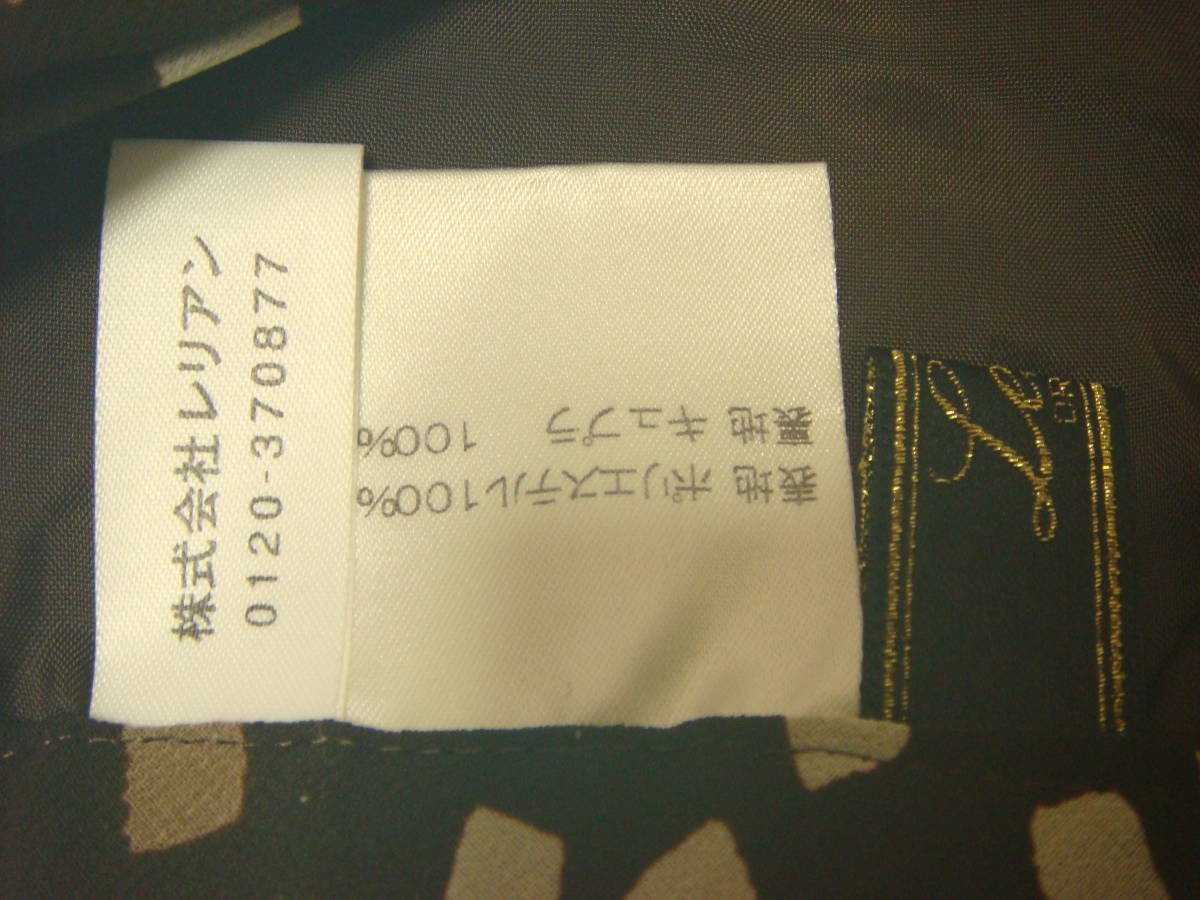 株式会社レリアン
0120-370877
表地 ポリエステル100%
裏地 キュプラ 100%